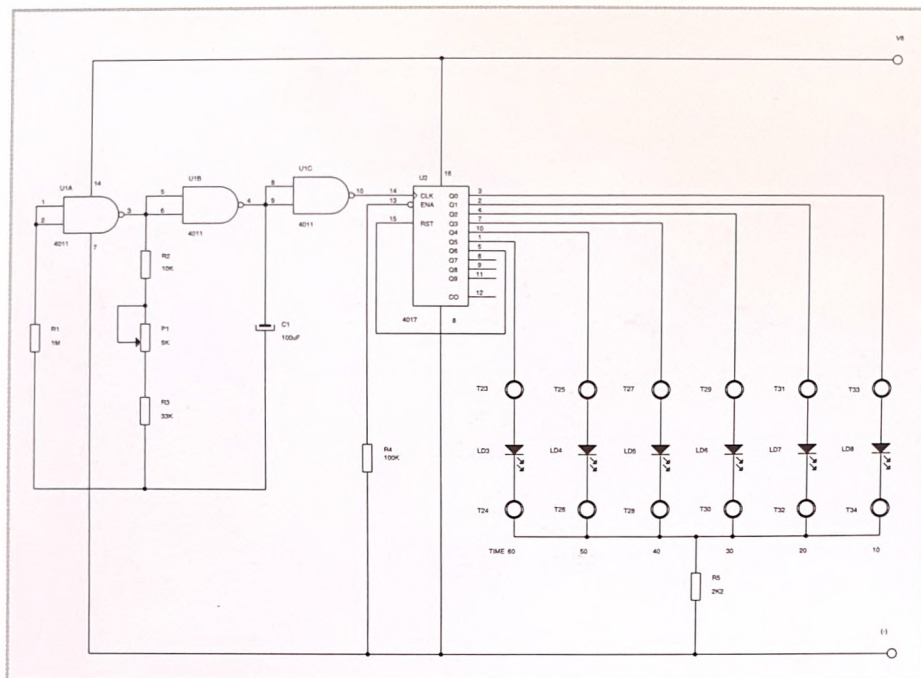 V6
U1A
14
1
2
3
4011
7
U1B
5
6
4
4011
U1C
8
9
10
4011
R2
10K
P1
5K
R3
33K
R1
1M
C1
100uF
U2
16
14
13
15
CLK
ENA
RST
Q0
Q1
Q2
Q3
Q4
Q5
Q6
Q7
Q8
Q9
CO
3
2
4
7
10
1
5
6
9
11
12
4017
8
R4
100K
T23
T25
T27
T29
T31
T33
LD3
LD4
LD5
LD6
LD7
LD8
T24
T26
T28
T30
T32
T34
TIME 60
50
40
30
20
10
R5
2K2
(-)